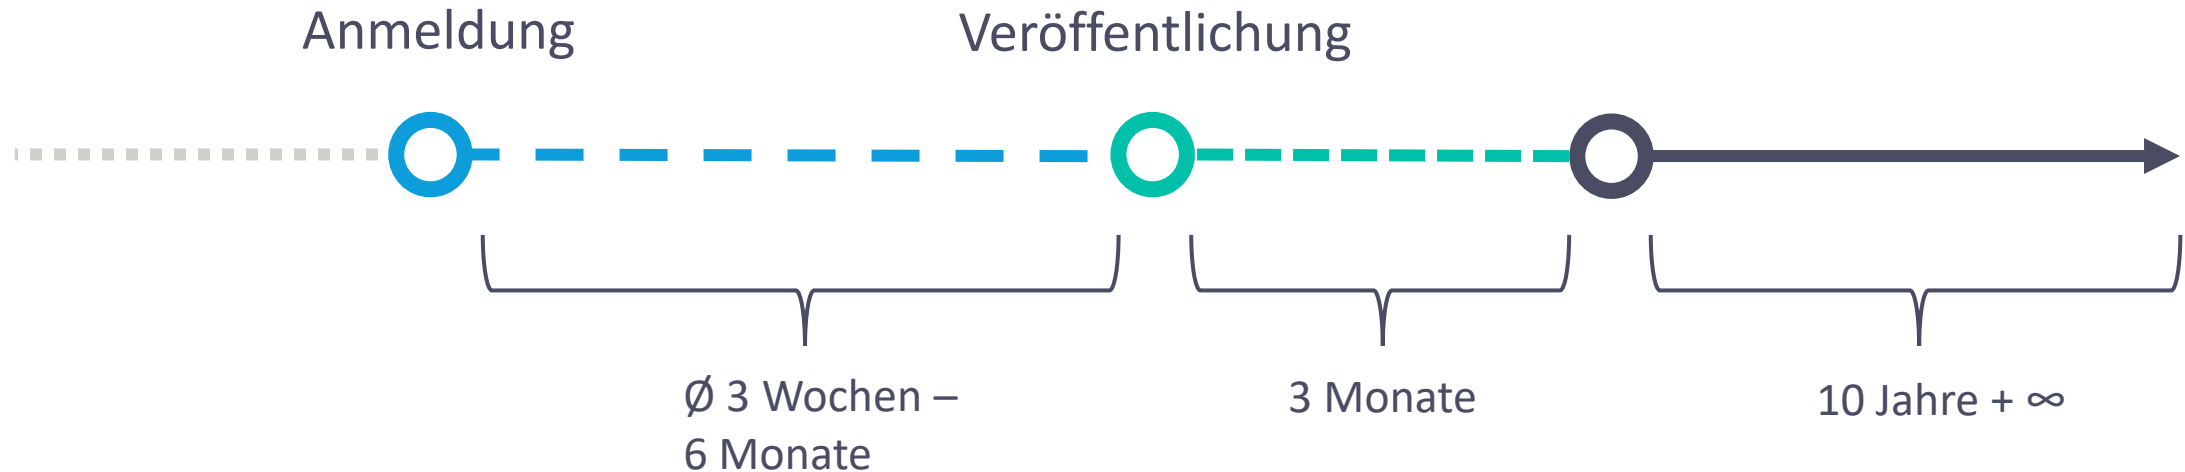 Anmeldung
Veröffentlichung
Ø 3 Wochen –
6 Monate
3 Monate
10 Jahre + ∞